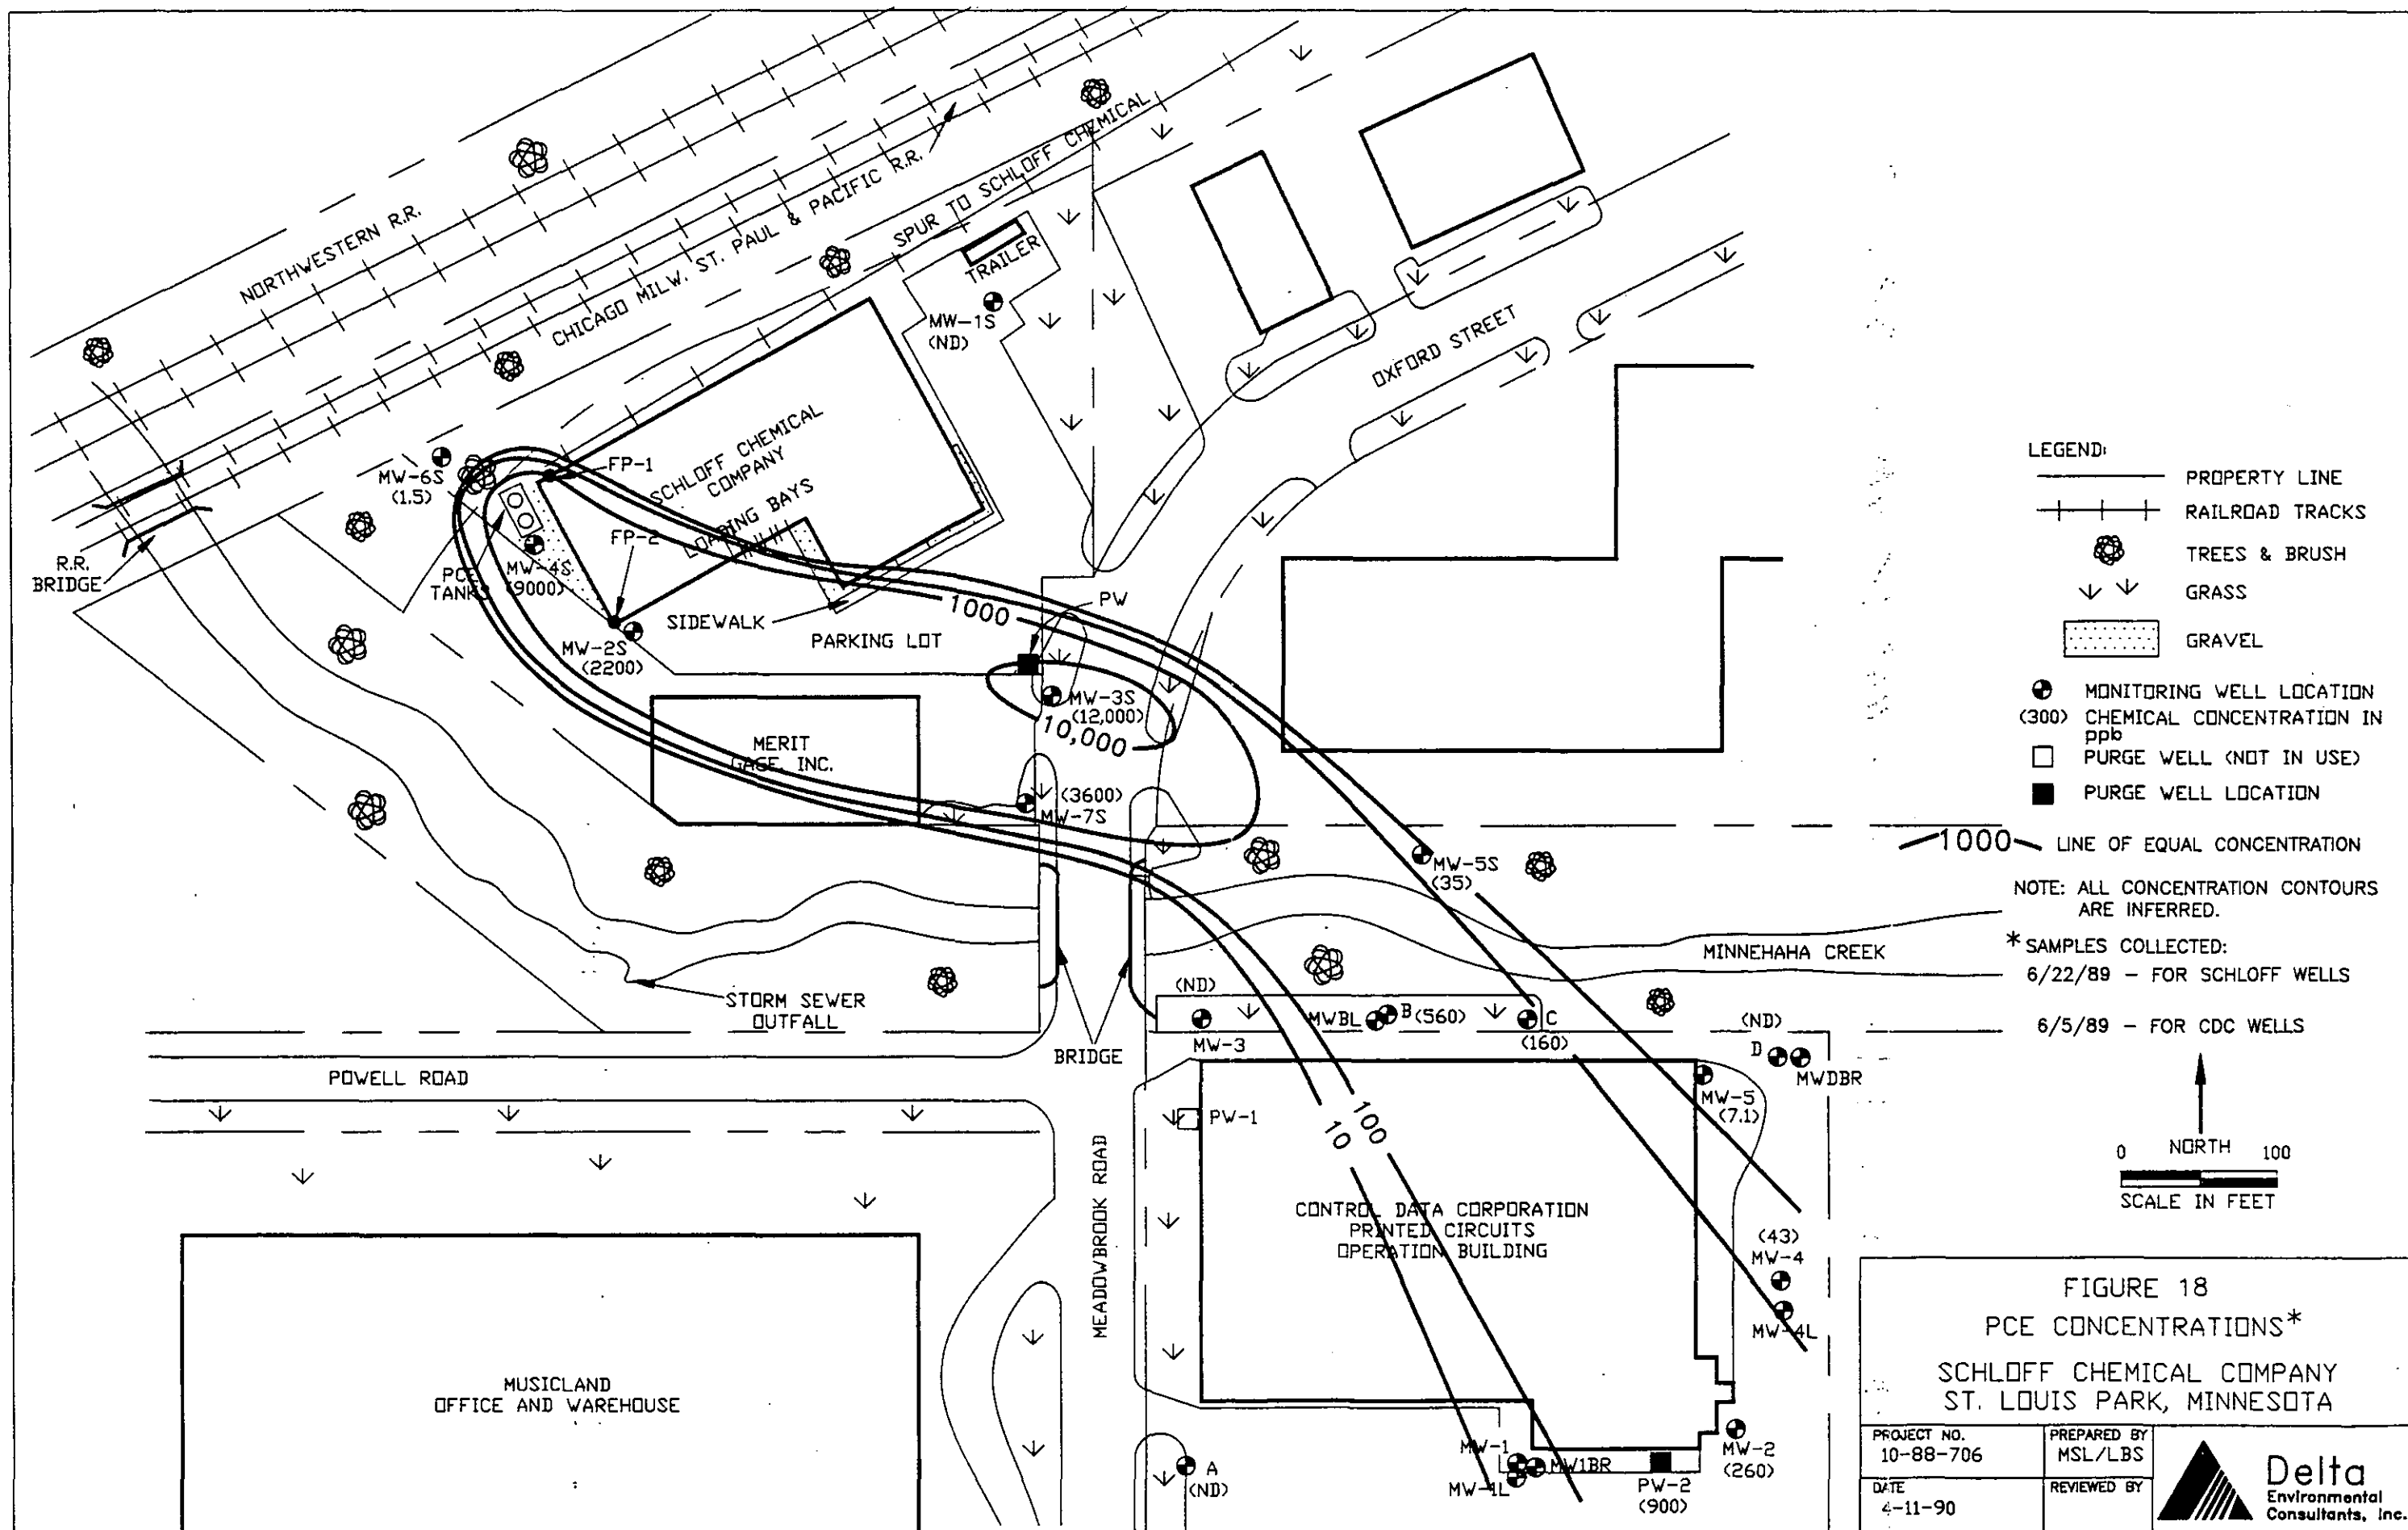 NORTHWESTERN R.R.
CHICAGO MILW. ST. PAUL & PACIFIC R.R.
SPUR TO SCHLOFF CHEMICAL
TRAILER
MW-1S
(ND)
OXFORD STREET
MW-6S
(1.5)
FP-1
SCHLOFF CHEMICAL
COMPANY
LOADING BAYS
FP-2
R.R.
BRIDGE
PCE
TANKS
MW-4S
(9000)
SIDEWALK
1000
PW
PARKING LOT
MW-2S
(2200)
MW-3S
(12,000)
10,000
MERIT
GAGE, INC.
(3600)
MW-7S
MW-5S
(35)
MINNEHAHA CREEK
STORM SEWER
OUTFALL
BRIDGE
(ND)
MW-3
MWBL
B (560)
C
(160)
(ND)
D
MWDBR
MW-5
(7.1)
POWELL ROAD
PW-1
100
10
MEADOWBROOK ROAD
CONTROL DATA CORPORATION
PRINTED CIRCUITS
OPERATION BUILDING
(43)
MW-4
MW-4L
MUSICLAND
OFFICE AND WAREHOUSE
A
(ND)
MW-1
MW1BR
MW-1L
PW-2
(900)
MW-2
(260)
LEGEND:
PROPERTY LINE
RAILROAD TRACKS
TREES & BRUSH
GRASS
GRAVEL
MONITORING WELL LOCATION
(300) CHEMICAL CONCENTRATION IN
ppb
PURGE WELL (NOT IN USE)
PURGE WELL LOCATION
1000 LINE OF EQUAL CONCENTRATION
NOTE: ALL CONCENTRATION CONTOURS
ARE INFERRED.
* SAMPLES COLLECTED:
6/22/89 - FOR SCHLOFF WELLS
6/5/89 - FOR CDC WELLS
0 NORTH 100
SCALE IN FEET
FIGURE 18
PCE CONCENTRATIONS*
SCHLOFF CHEMICAL COMPANY
ST. LOUIS PARK, MINNESOTA
PROJECT NO.
10-88-706
PREPARED BY
MSL/LBS
DATE
4-11-90
REVIEWED BY
Delta
Environmental
Consultants, Inc.